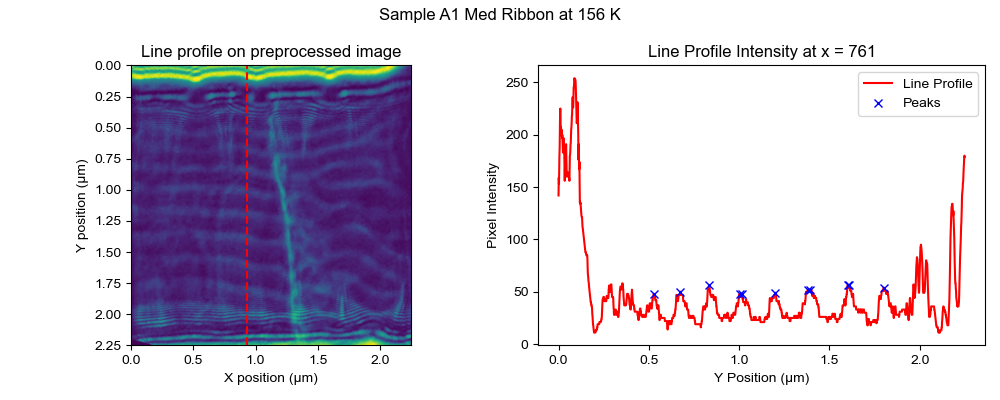 Sample A1 Med Ribbon at 156 K
Line profile on preprocessed image
0.00
0.25
0.50
0.75
1.00
1.25
1.50
1.75
2.00
2.25
Y position (μm)
0.0 0.5 1.0 1.5 2.0
X position (μm)
Line Profile Intensity at x = 761
250
200
150
100
50
0
Pixel Intensity
Line Profile
Peaks
0.0 0.5 1.0 1.5 2.0
Y Position (μm)